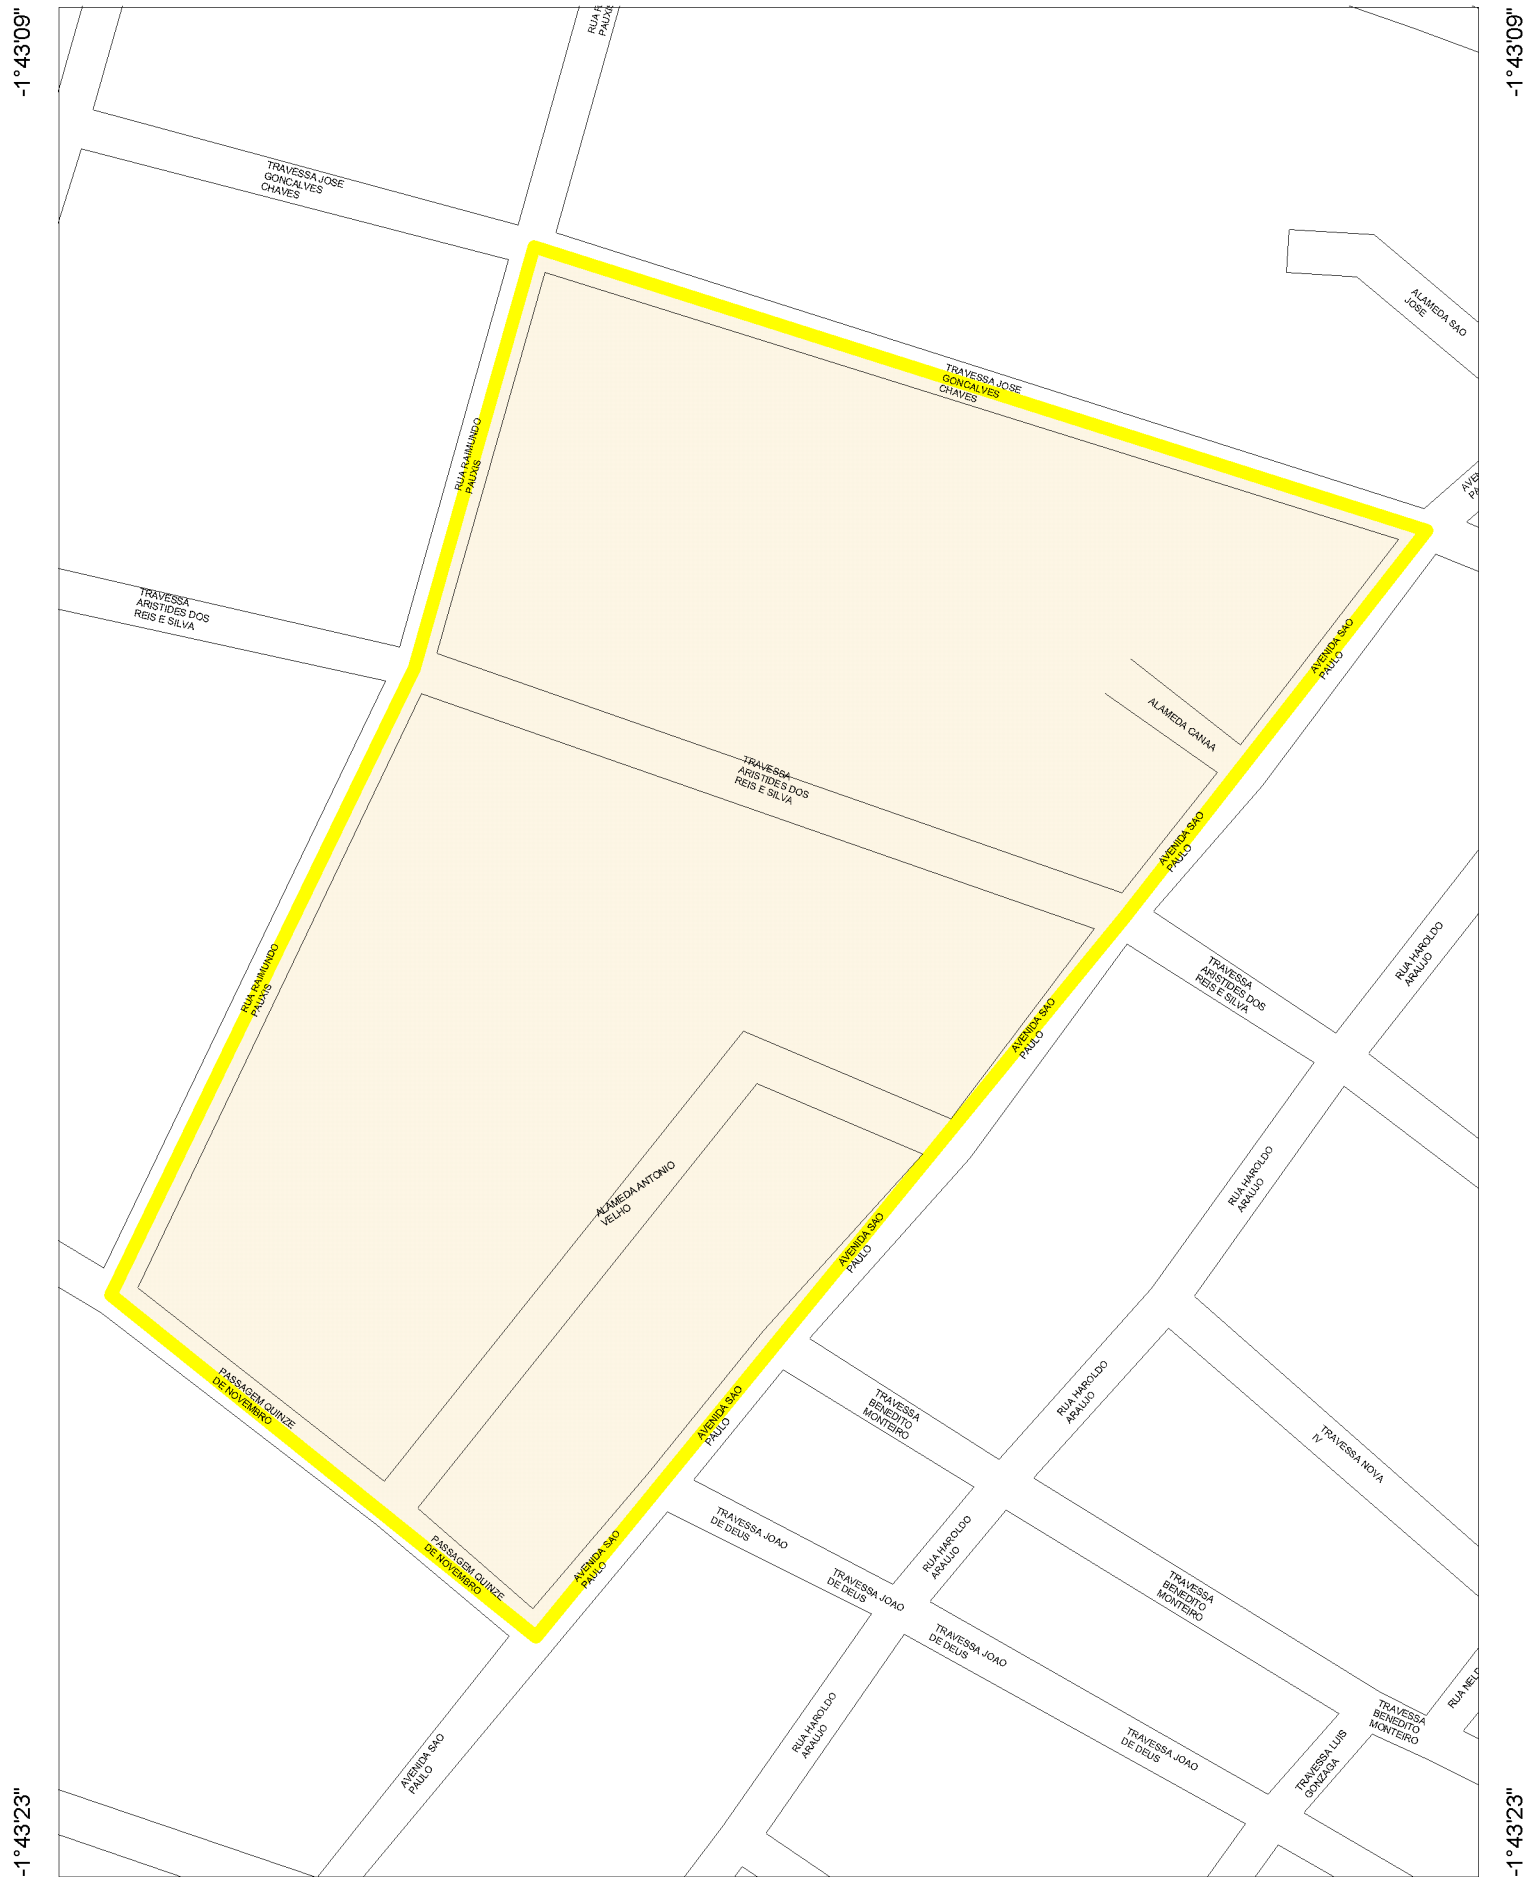 -1°43'09"
-1°43'09"
PAUXIS
TRAVESSA JOSE
GONCALVES
CHAVES
ALAMEDA SAO
JOSE
TRAVESSA JOSE
GONCALVES
CHAVES
RUA RAIMUNDO
PAUXIS
TRAVESSA
ARISTIDES DOS
REIS E SILVA
AVENIDA SAO
PAULO
ALAMEDA CANAA
TRAVESSA
ARISTIDES DOS
REIS E SILVA
AVENIDA SAO
PAULO
RUA RAIMUNDO
PAUXIS
TRAVESSA
ARISTIDES DOS
REIS E SILVA
RUA HAROLDO
ARAUJO
AVENIDA SAO
PAULO
ALAMEDA ANTONIO
VELHO
RUA HAROLDO
ARAUJO
AVENIDA SAO
PAULO
PASSAGEM QUINZE
DE NOVEMBRO
AVENIDA SAO
PAULO
TRAVESSA
BENEDITO
MONTEIRO
RUA HAROLDO
ARAUJO
TRAVESSA NOVA
IV
PASSAGEM QUINZE
DE NOVEMBRO
AVENIDA SAO
PAULO
TRAVESSA JOAO
DE DEUS
RUA HAROLDO
ARAUJO
TRAVESSA JOAO
DE DEUS
TRAVESSA
BENEDITO
MONTEIRO
TRAVESSA JOAO
DE DEUS
AVENIDA SAO
PAULO
RUA HAROLDO
ARAUJO
TRAVESSA JOAO
DE DEUS
TRAVESSA LUIS
GONZAGA
TRAVESSA
BENEDITO
MONTEIRO
RUA
-1°43'23"
-1°43'23"